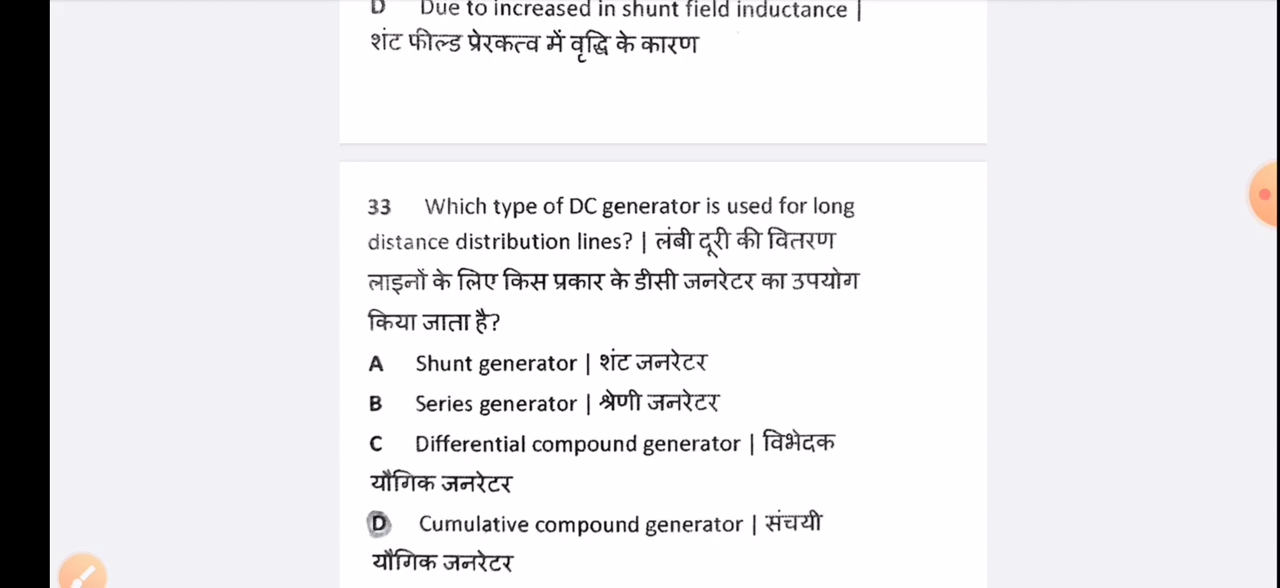 D Due to increased in shunt field inductance |
शंट फील्ड प्रेरकत्व में वृद्धि के कारण
33 Which type of DC generator is used for long
distance distribution lines? | लंबी दूरी की वितरण
लाइनों के लिए किस प्रकार के डीसी जनरेटर का उपयोग
किया जाता है?
A Shunt generator | शंट जनरेटर
B Series generator | श्रेणी जनरेटर
C Differential compound generator | विभेदक
यौगिक जनरेटर
D Cumulative compound generator | संचयी
यौगिक जनरेटर